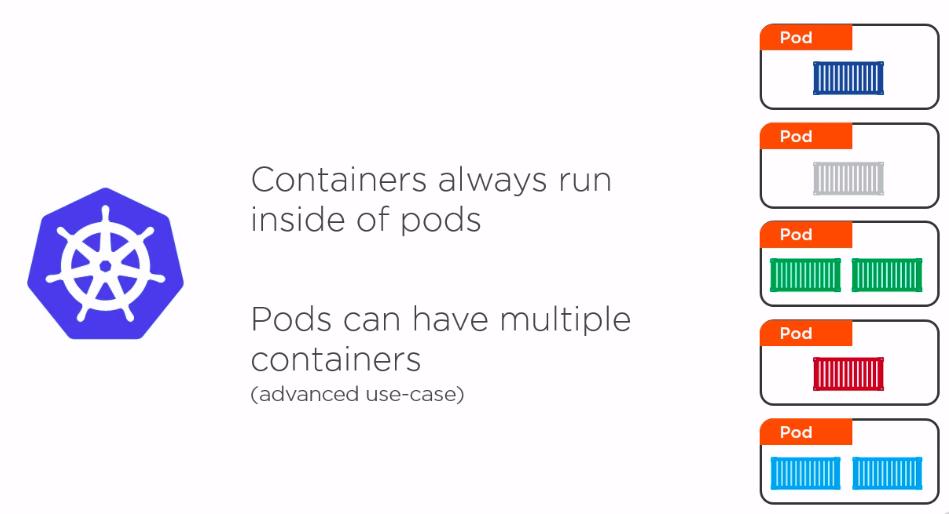 Containers always run
inside of pods
Pods can have multiple
containers
(advanced use-case)
Pod
Pod
Pod
Pod
Pod